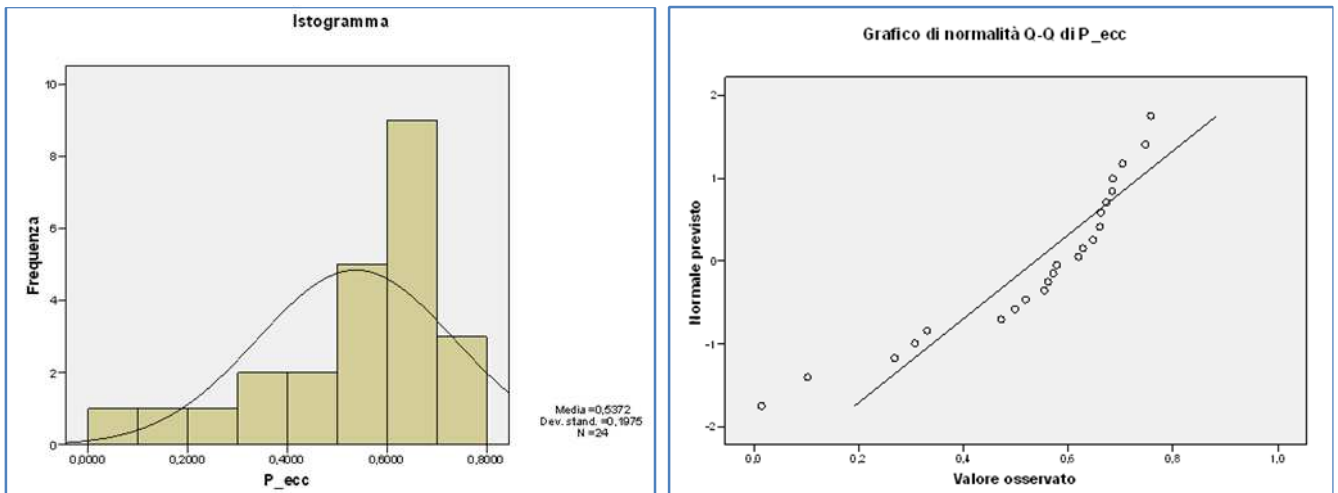 Istogramma
Frequenza
10
8
6
4
2
0
0,0000
0,2000
0,4000
0,6000
0,8000
P_ecc
Media =0,5372
Dev. stand. =0,1975
N =24
Grafico di normalità Q-Q di P_ecc
Normale previsto
2
1
0
-1
-2
0,0
0,2
0,4
0,6
0,8
1,0
Valore osservato